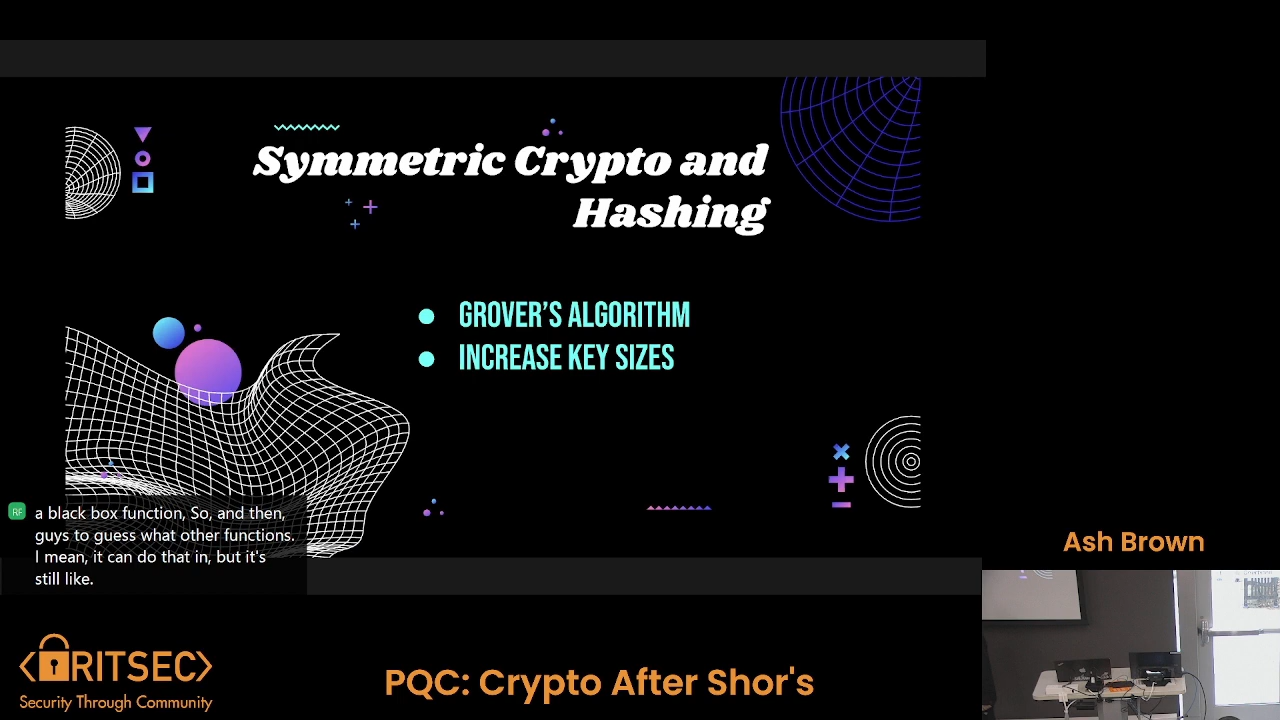 Symmetric Crypto and
Hashing
● GROVER'S ALGORITHM
● INCREASE KEY SIZES
RF
a black box function, So, and then,
guys to guess what other functions.
I mean, it can do that in, but it's
still like.
Ash Brown
RITSEC
Security Through Community
PQC: Crypto After Shor's